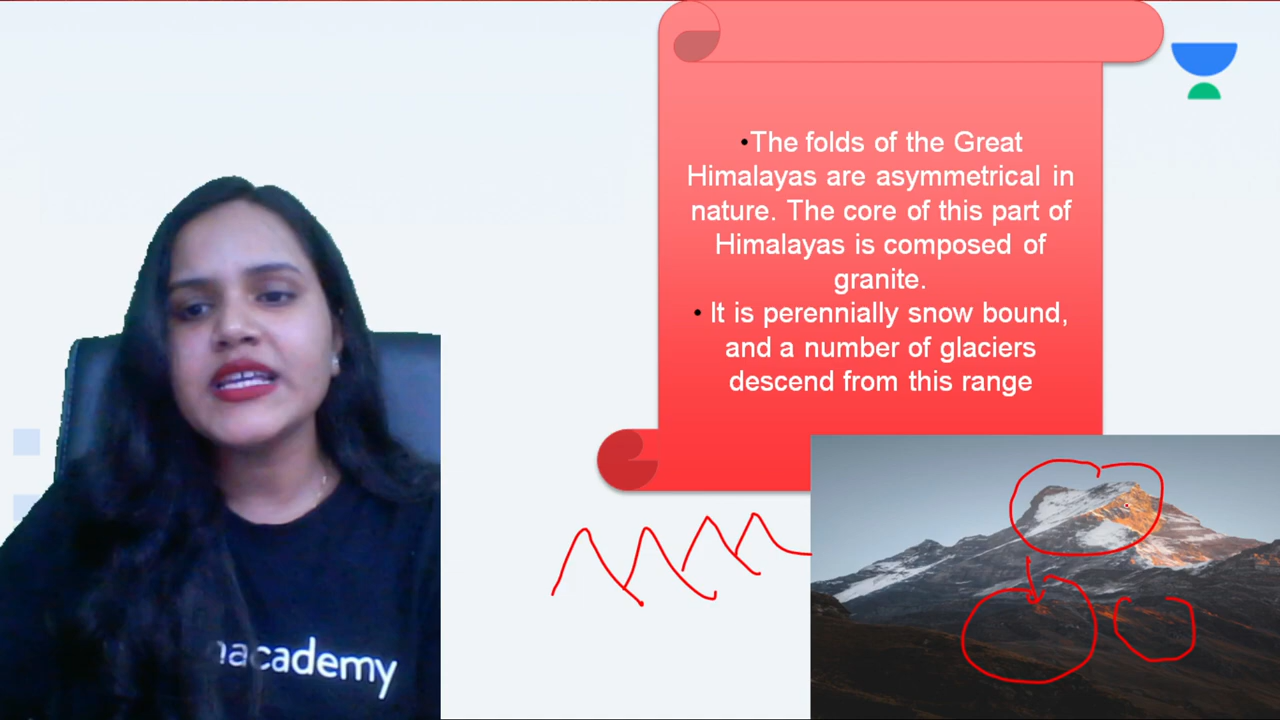 •The folds of the Great
Himalayas are asymmetrical in
nature. The core of this part of
Himalayas is composed of
granite.
• It is perennially snow bound,
and a number of glaciers
descend from this range
nacademy